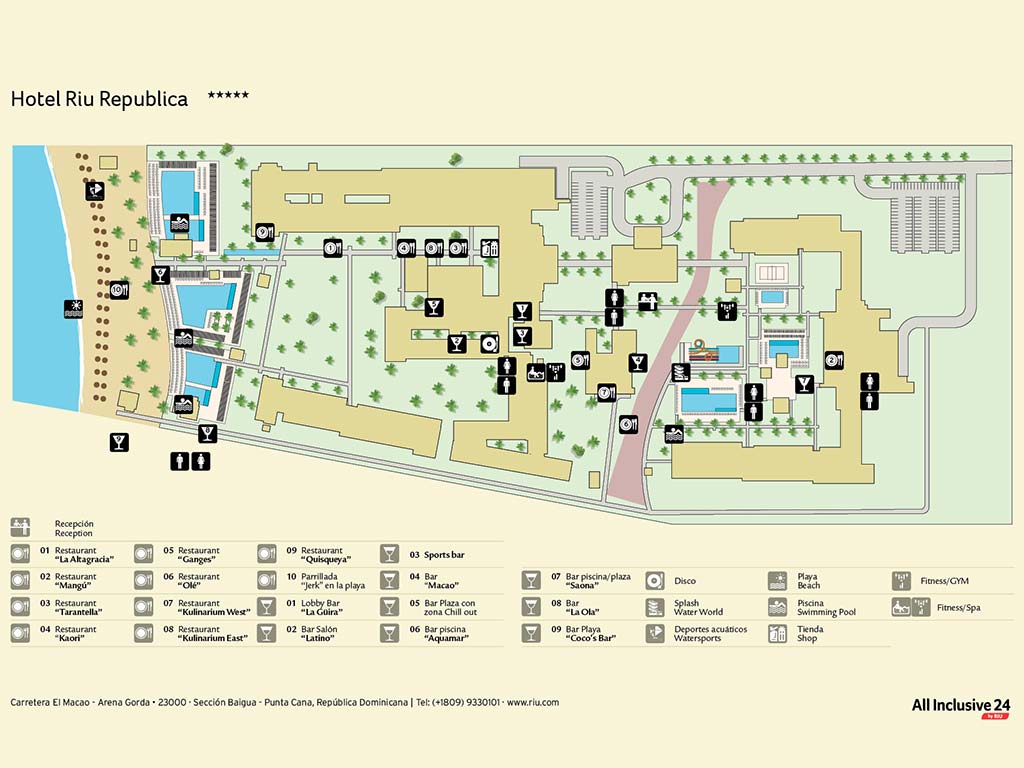 Hotel Riu Republica ★★★★★
9
1
4
8
3
6
5
10
1
2
3
5
4
2
7
6
9
8
Recepción
Reception
01 Restaurant
"La Altagracia"
02 Restaurant
"Mangú"
03 Restaurant
"Tarantella"
04 Restaurant
"Kaori"
05 Restaurant
"Ganges"
06 Restaurant
"Olé"
07 Restaurant
"Kulinarium West"
08 Restaurant
"Kulinarium East"
09 Restaurant
"Quisqueya"
10 Parrillada
"Jerk" en la playa
01 Lobby Bar
"La Güira"
02 Bar Salón
"Latino"
03 Sports bar
04 Bar
"Macao"
05 Bar Plaza con
zona Chill out
06 Bar piscina
"Aquamar"
07 Bar piscina/plaza
"Saona"
08 Bar
"La Ola"
09 Bar Playa
"Coco's Bar"
Disco
Splash
Water World
Deportes acuáticos
Watersports
Playa
Beach
Piscina
Swimming Pool
Tienda
Shop
Fitness/GYM
Fitness/Spa
Carretera El Macao - Arena Gorda • 23000 · Sección Baigua - Punta Cana, República Dominicana | Tel: (+1809) 9330101 · www.riu.com
All Inclusive 24
by RIU